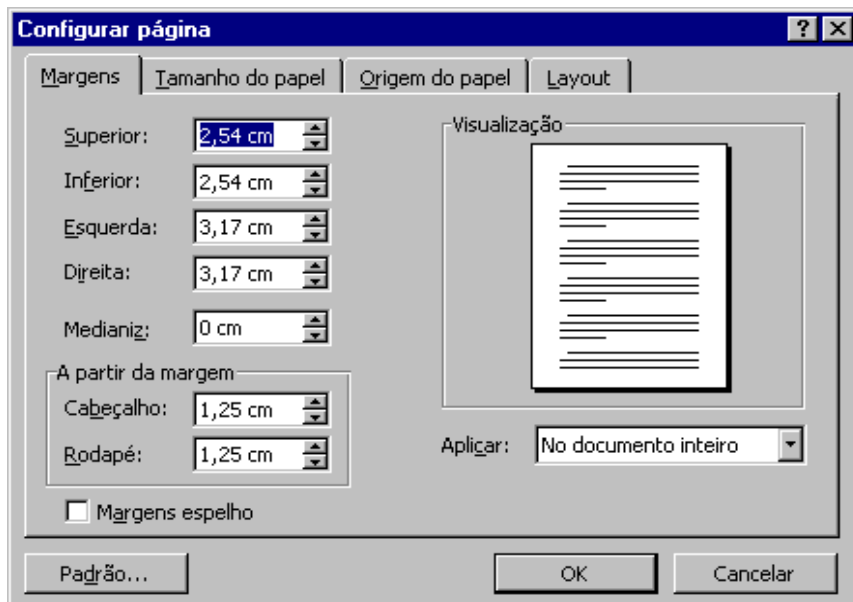 Configurar página
Margens Tamanho do papel Origem do papel Layout
Superior: 2,54 cm
Inferior: 2,54 cm
Esquerda: 3,17 cm
Direita: 3,17 cm
Medianiz: 0 cm
A partir da margem
Cabeçalho: 1,25 cm
Rodapé: 1,25 cm
Margens espelho
Visualização
Aplicar: No documento inteiro
Padrão... OK Cancelar